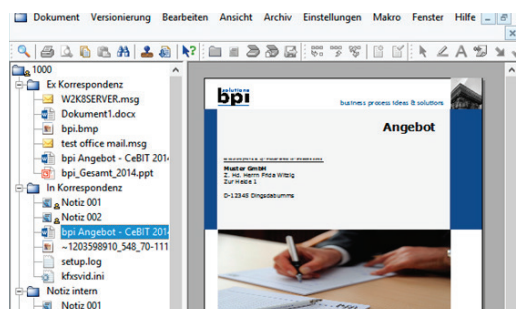 Dokument Versionierung Bearbeiten Ansicht Archiv Einstellungen Makro Fenster Hilfe
1000
Ex Korrespondenz
W2K8SERVER.msg
Dokument1.docx
bpi.bmp
test office mail.msg
bpi Angebot - CeBIT 201
bpi_Gesamt_2014.ppt
In Korrespondenz
Notiz 001
Notiz 002
bpi Angebot - CeBIT 201
~1203598910_548_70-111
setup.log
kfxsvid.ini
Notiz intern
Notiz 001
solutions
bpi
business process ideas & solutions
Angebot
Muster GmbH
Z. Hd. Herrn Frida Witzig
Zur Heide 1
D-12345 Dingsdabumms